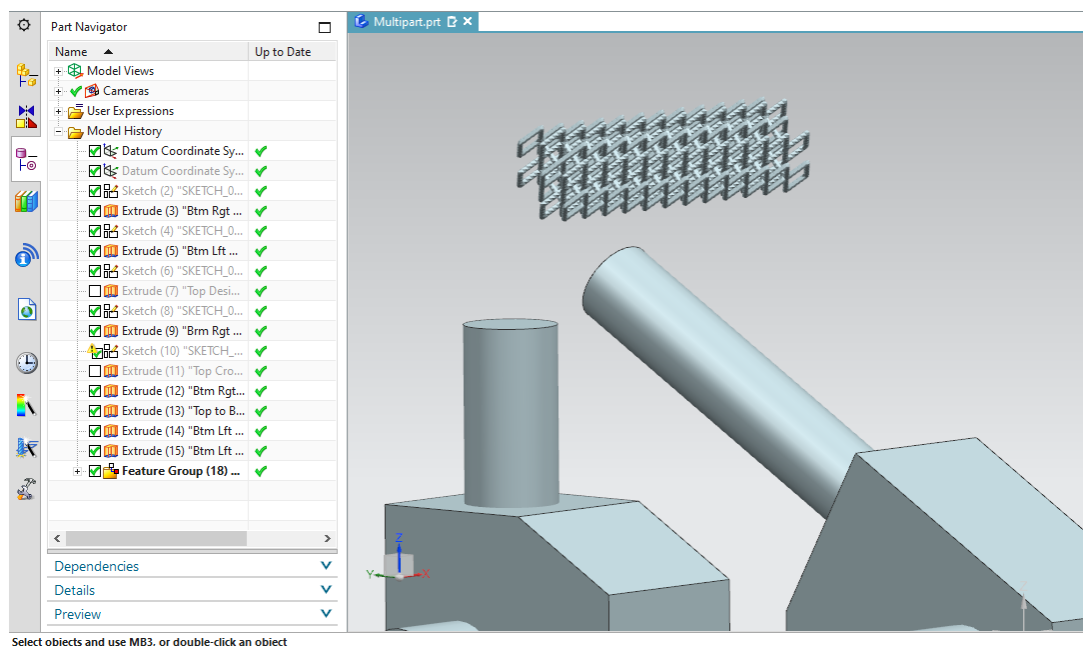 Part Navigator
Multipart.prt
Name
Up to Date
Model Views
Cameras
User Expressions
Model History
Datum Coordinate Sy...
Datum Coordinate Sy...
Sketch (2) "SKETCH_0...
Extrude (3) "Btm Rgt ...
Sketch (4) "SKETCH_0...
Extrude (5) "Btm Lft ...
Sketch (6) "SKETCH_0...
Extrude (7) "Top Desi...
Sketch (8) "SKETCH_0...
Extrude (9) "Brm Rgt ...
Sketch (10) "SKETCH_...
Extrude (11) "Top Cro...
Extrude (12) "Btm Rgt...
Extrude (13) "Top to B...
Extrude (14) "Btm Lft ...
Extrude (15) "Btm Lft ...
Feature Group (18) ...
Dependencies
Details
Preview
Z
Y
X
Z
Select objects and use MB3, or double-click an object